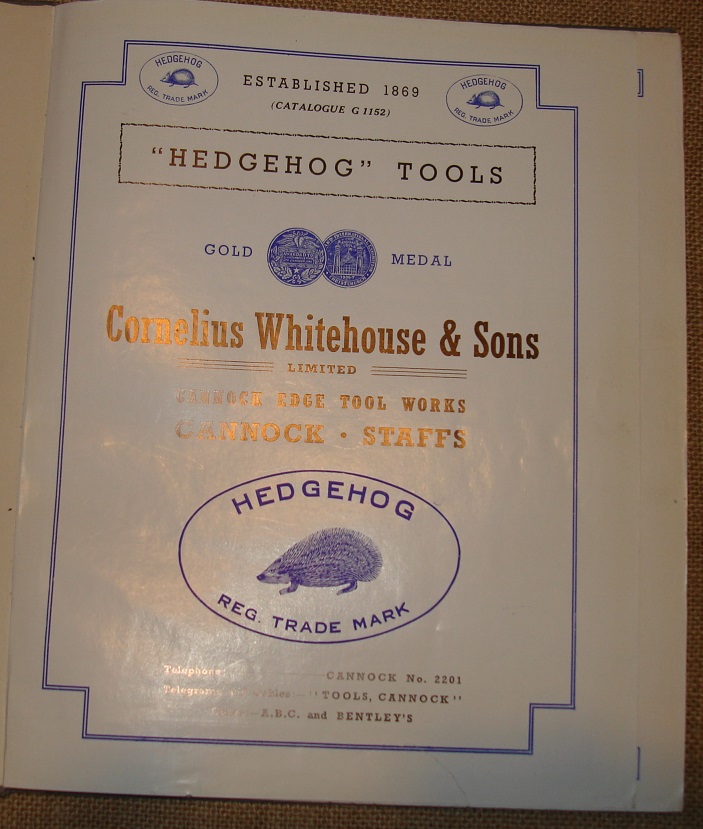 HEDGEHOG
REG. TRADE MARK
ESTABLISHED 1869
(CATALOGUE G 1152)
HEDGEHOG
REG. TRADE MARK
"HEDGEHOG" TOOLS
GOLD MEDAL
Cornelius Whitehouse & Sons
LIMITED
CANNOCK EDGE TOOL WORKS
CANNOCK · STAFFS
HEDGEHOG
REG. TRADE MARK
Telephone: CANNOCK No. 2201
"TOOLS, CANNOCK"
A.B.C. and BENTLEY'S